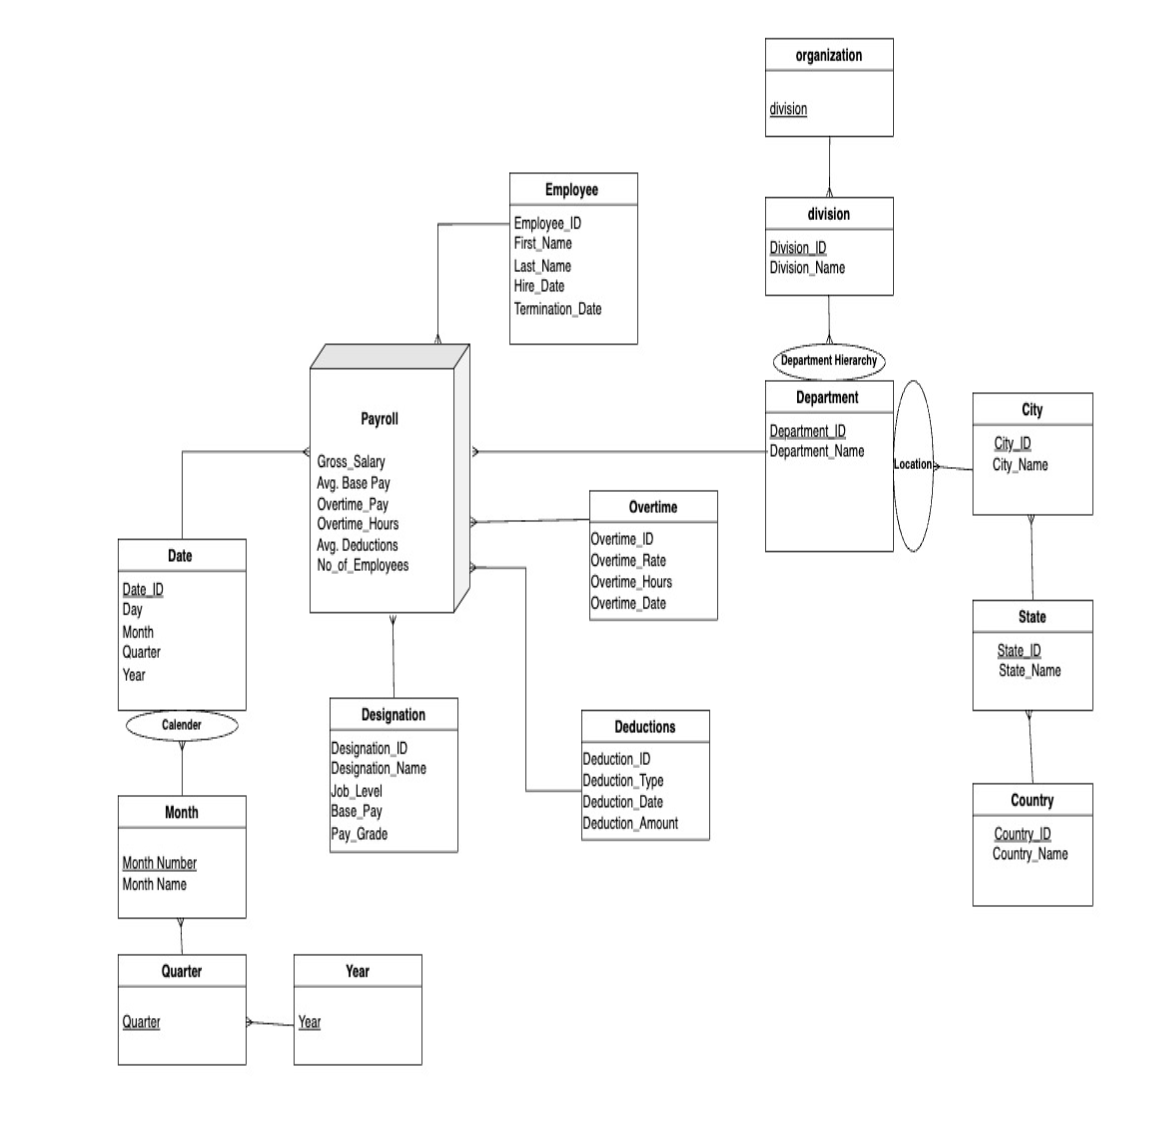 organization
division
Employee
Employee_ID
First_Name
Last_Name
Hire_Date
Termination_Date
division
Division_ID
Division_Name
Department Hierarchy
Department
Department_ID
Department_Name
Location
City
City_ID
City_Name
Payroll
Gross_Salary
Avg. Base Pay
Overtime_Pay
Overtime_Hours
Avg. Deductions
No_of_Employees
Overtime
Overtime_ID
Overtime_Rate
Overtime_Hours
Overtime_Date
Date
Date_ID
Day
Month
Quarter
Year
Calender
State
State_ID
State_Name
Designation
Designation_ID
Designation_Name
Job_Level
Base_Pay
Pay_Grade
Deductions
Deduction_ID
Deduction_Type
Deduction_Date
Deduction_Amount
Country
Country_ID
Country_Name
Month
Month Number
Month Name
Quarter
Quarter
Year
Year